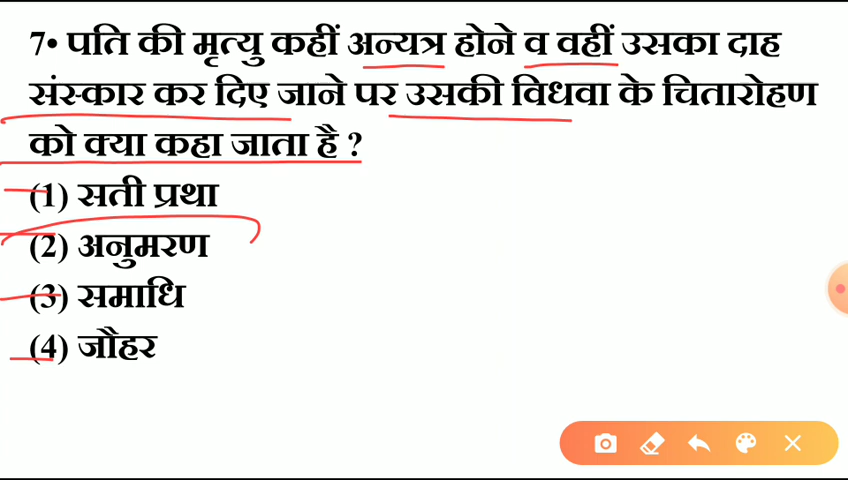 7• पति की मृत्यु कहीं अन्यत्र होने व वहीं उसका दाह
संस्कार कर दिए जाने पर उसकी विधवा के चितारोहण
को क्या कहा जाता है ?
(1) सती प्रथा
(2) अनुमरण
(3) समाधि
(4) जौहर